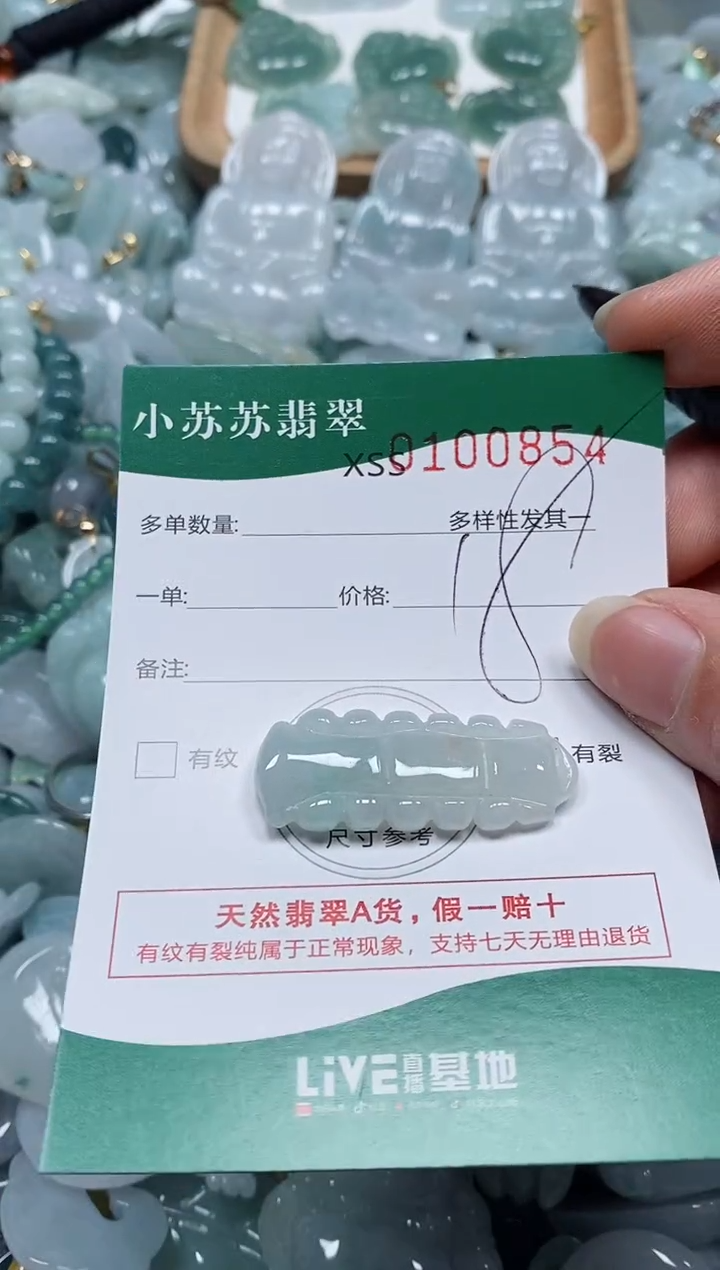 小苏苏翡翠
XSS0100854
多单数量: 多样性发其一
一单: 价格:
备注:
有纹 有裂
尺寸参考
天然翡翠A货，假一赔十
有纹有裂纯属于正常现象，支持七天无理由退货
LiVE直播基地